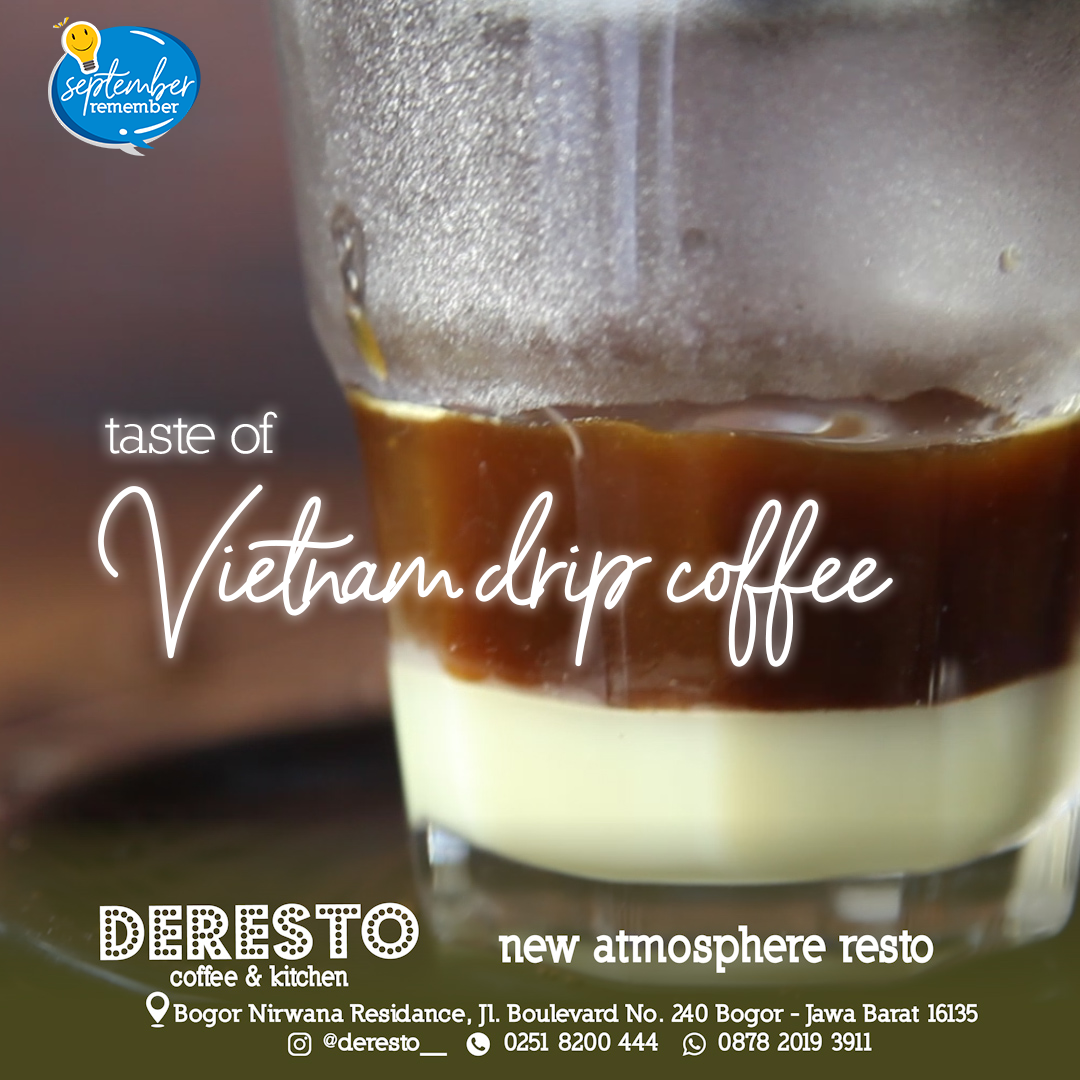 september
remember
taste of
Vietnam drip coffee
DERESTO
coffee & kitchen
new atmosphere resto
Bogor Nirwana Residance, Jl. Boulevard No. 240 Bogor - Jawa Barat 16135
@deresto__ 0251 8200 444 0878 2019 3911